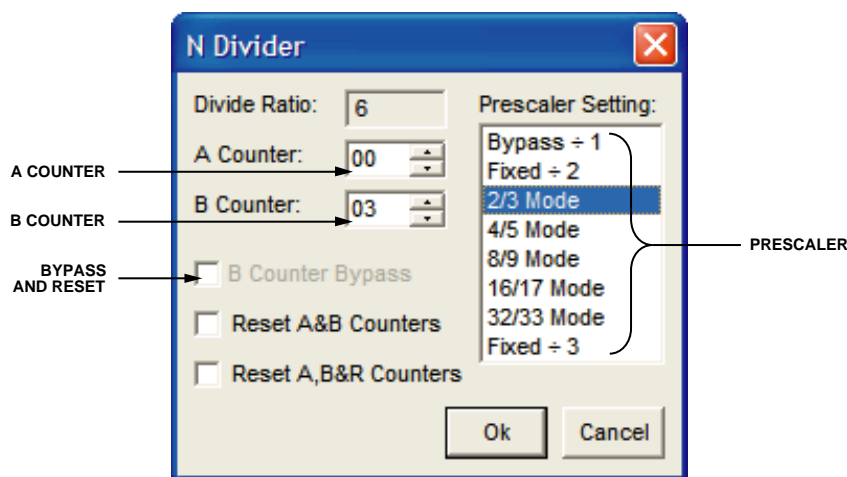 N Divider
Divide Ratio: 6
A Counter: 00
B Counter: 03
B Counter Bypass
Reset A&B Counters
Reset A,B&R Counters
Prescaler Setting:
Bypass ÷ 1
Fixed ÷ 2
2/3 Mode
4/5 Mode
8/9 Mode
16/17 Mode
32/33 Mode
Fixed ÷ 3
Ok
Cancel
A COUNTER
B COUNTER
BYPASS
AND RESET
PRESCALER